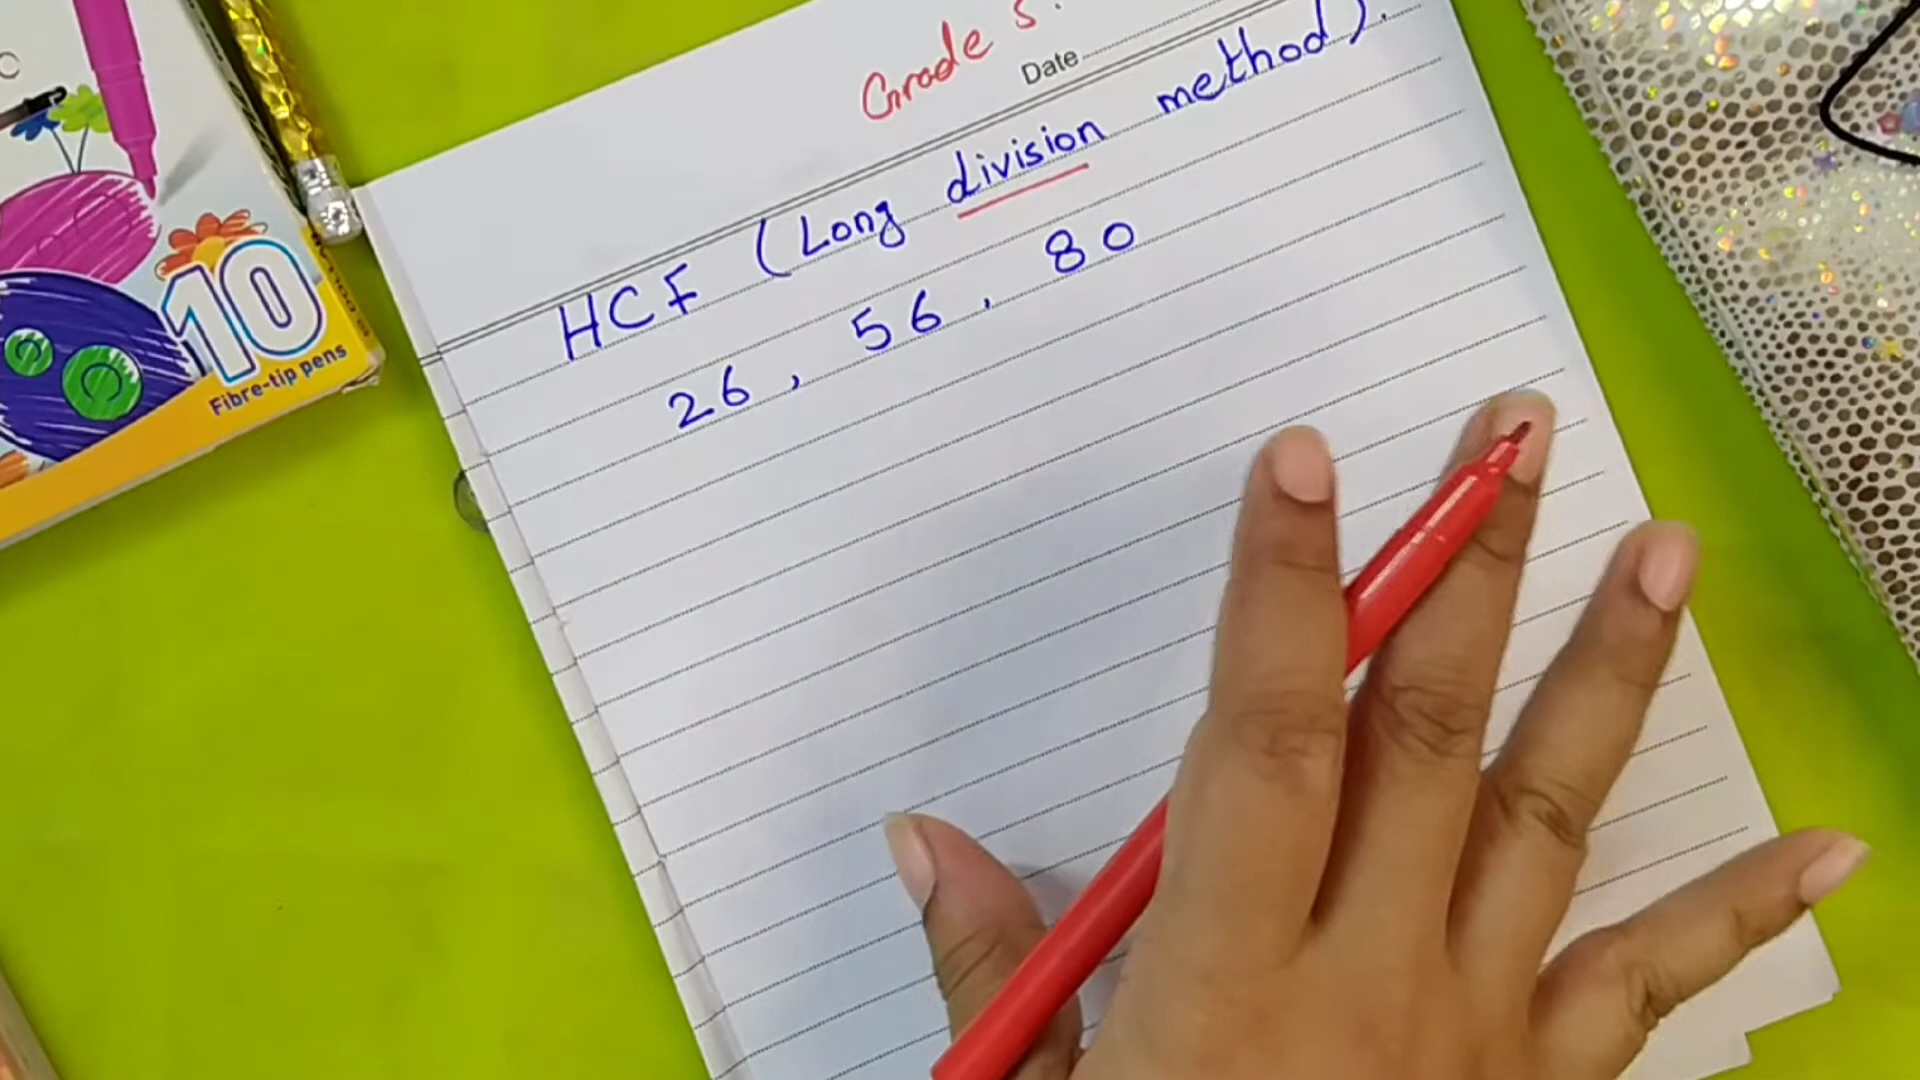 Grade 5.
Date
HCF (Long division method).
26, 56, 80
10
Fibre-tip pens